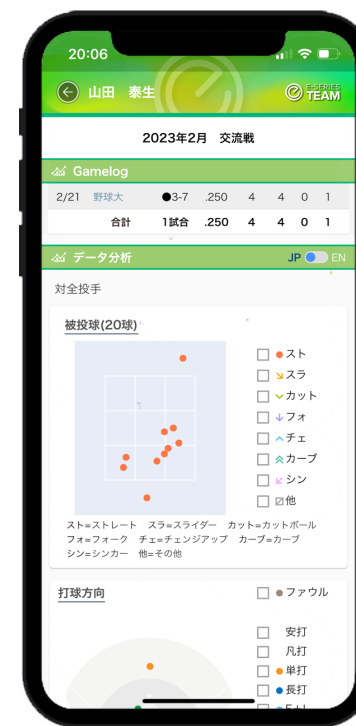 20:06
山田 泰生
E-SERIES
TEAM
2023年2月 交流戦
Gamelog
2/21 野球大 ●3-7 .250 4 4 0 1
合計 1試合 .250 4 4 0 1
データ分析 JP EN
対全投手
被投球(20球)
スト
スラ
カット
フォ
チェ
カーブ
シン
他
スト=ストレート スラ=スライダー カット=カットボール
フォ=フォーク チェ=チェンジアップ カーブ=カーブ
シン=シンカー 他=その他
打球方向
ファウル
安打
凡打
単打
長打